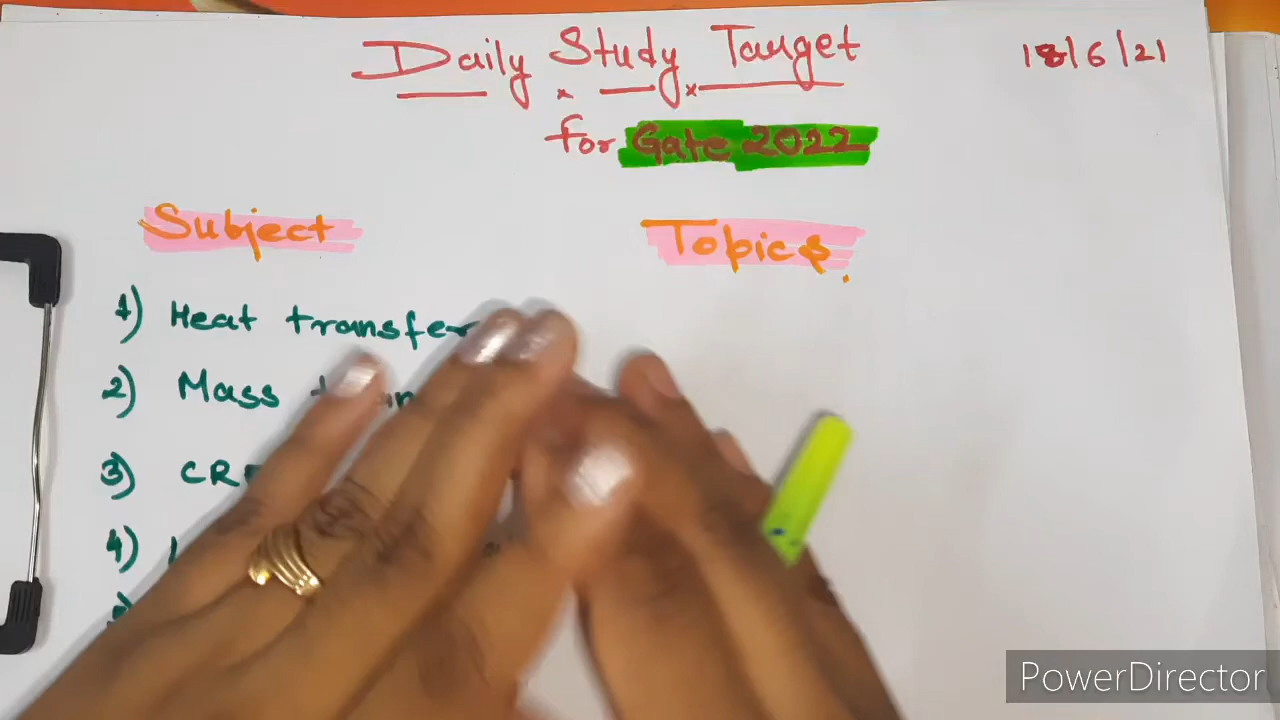 Daily Study Target
18/6/21
for Gate 2022
Subject
Topics
1) Heat transfer
2) Mass
3) CRE
4)
PowerDirector